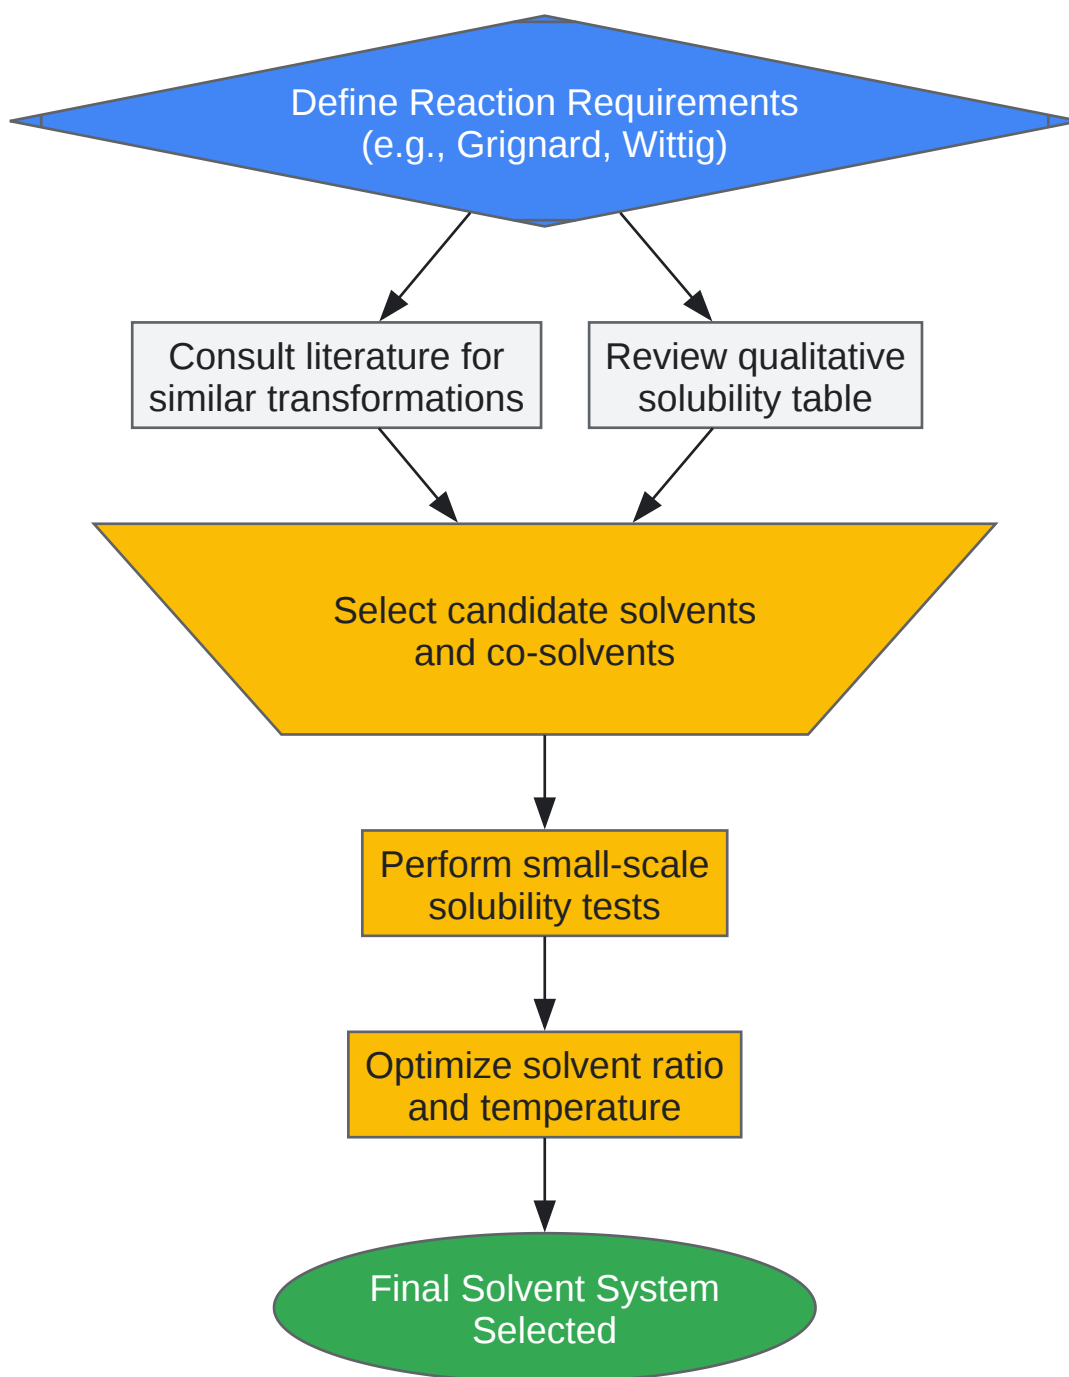 Define Reaction Requirements
(e.g., Grignard, Wittig)
Consult literature for
similar transformations
Review qualitative
solubility table
Select candidate solvents
and co-solvents
Perform small-scale
solubility tests
Optimize solvent ratio
and temperature
Final Solvent System
Selected